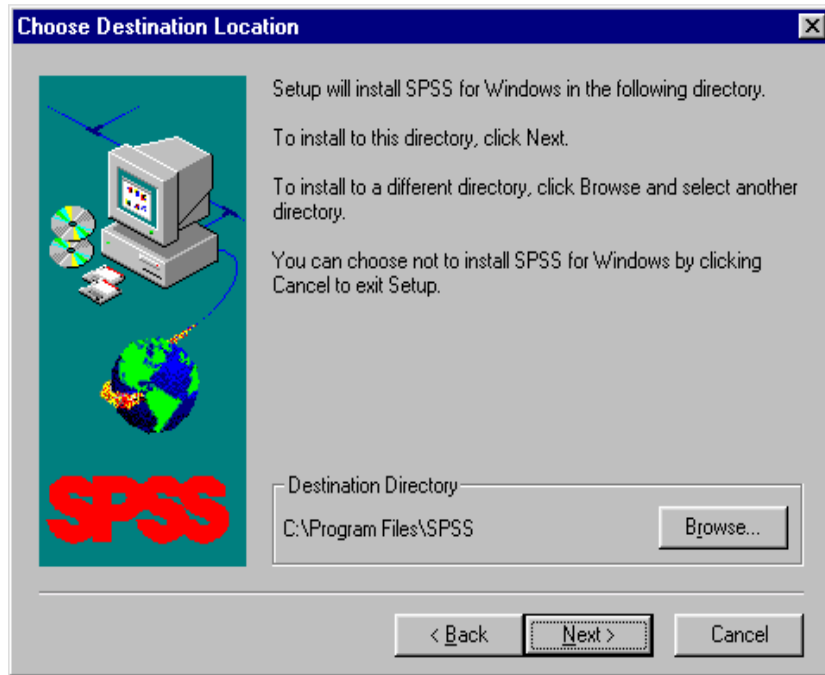 Choose Destination Location
Setup will install SPSS for Windows in the following directory.
To install to this directory, click Next.
To install to a different directory, click Browse and select another
directory.
You can choose not to install SPSS for Windows by clicking
Cancel to exit Setup.
SPSS
Destination Directory
C:\Program Files\SPSS
Browse...
< Back
Next >
Cancel